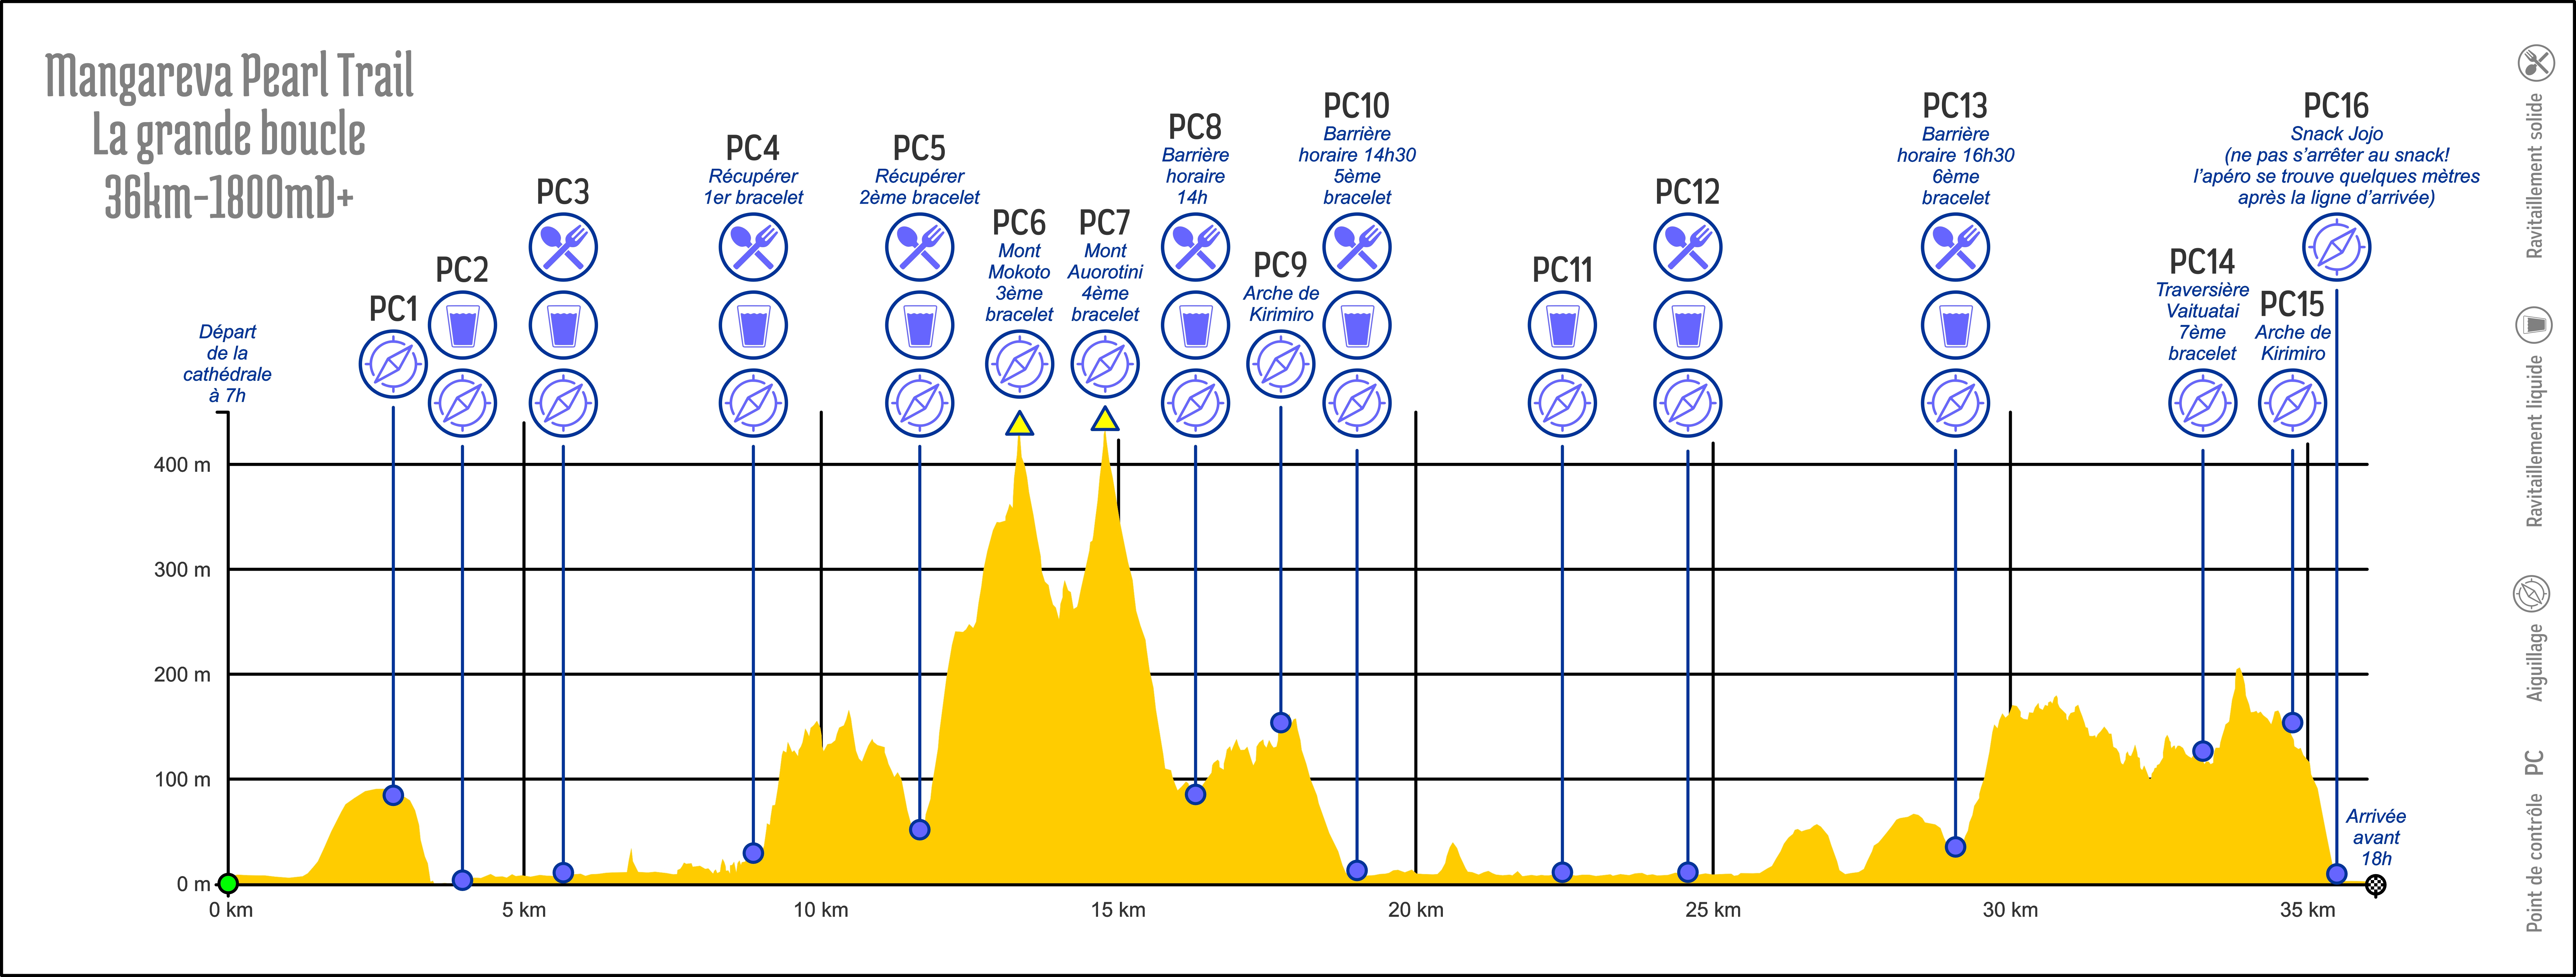 Mangareva Pearl Trail
La grande boucle
36km-1800mD+
Départ
de la
cathédrale
à 7h
PC1
PC2
PC3
PC4
Récupérer
1er bracelet
PC5
Récupérer
2ème bracelet
PC6
Mont
Mokoto
3ème
bracelet
PC7
Mont
Auorotini
4ème
bracelet
PC8
Barrière
horaire
14h
PC9
Arche de
Kirimiro
PC10
Barrière
horaire 14h30
5ème
bracelet
PC11
PC12
PC13
Barrière
horaire 16h30
6ème
bracelet
PC14
Traversière
Vaituatai
7ème
bracelet
PC15
Arche de
Kirimiro
PC16
Snack Jojo
(ne pas s’arrêter au snack!
l’apéro se trouve quelques mètres
après la ligne d’arrivée)
Arrivée
avant
18h
400 m
300 m
200 m
100 m
0 m
0 km
5 km
10 km
15 km
20 km
25 km
30 km
35 km
Ravitaillement solide
Ravitaillement liquide
Aiguillage
Point de contrôle PC